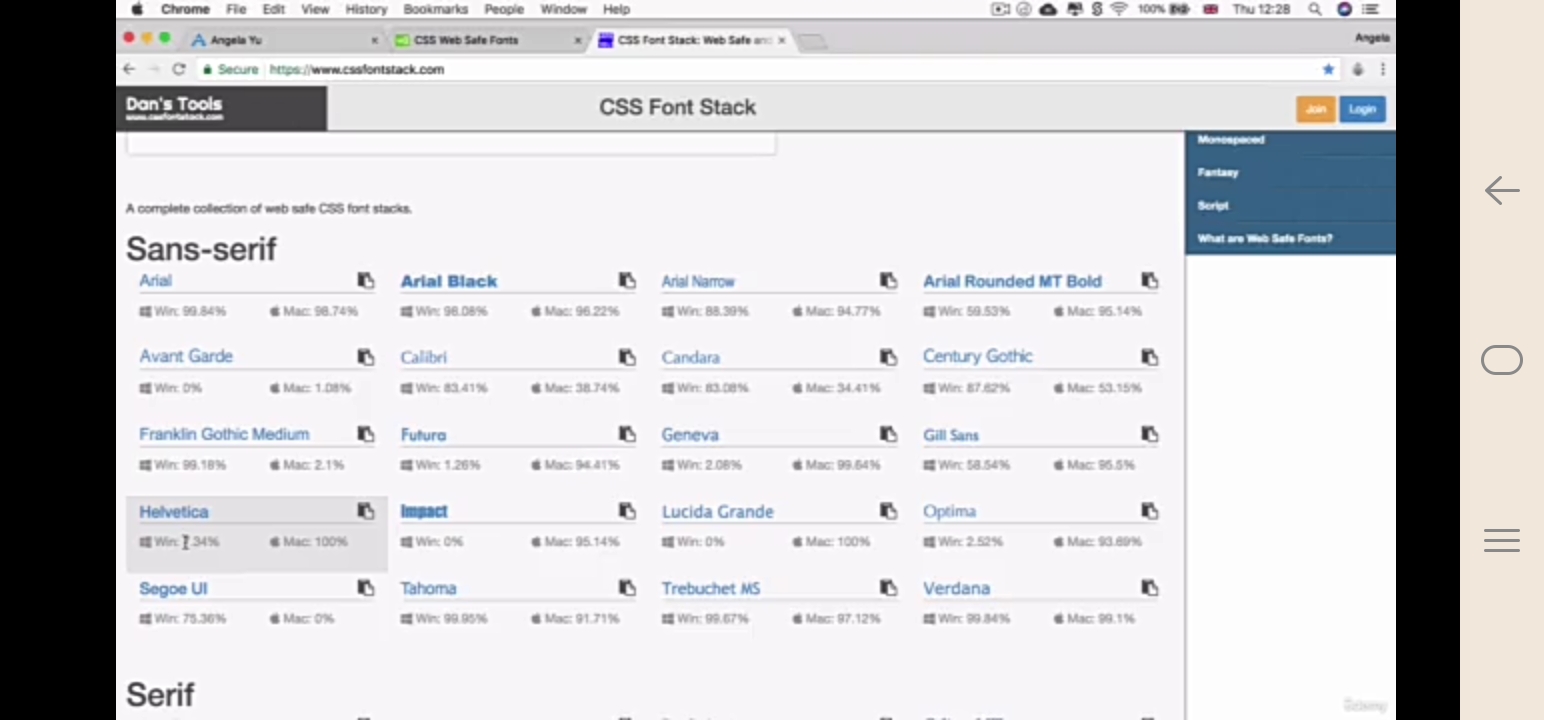 Chrome File Edit View History Bookmarks People Window Help 100% Thu 12:28
Angela Yu CSS Web Safe Fonts CSS Font Stack: Web Safe and Angela
Secure https://www.cssfontstack.com
Dan's Tools CSS Font Stack Join Login
www.cssfontstack.com
Monospaced
Fantasy
Script
What are Web Safe Fonts?
A complete collection of web safe CSS font stacks.
Sans-serif
Arial Arial Black Arial Narrow Arial Rounded MT Bold
Win: 99.84% Mac: 98.74% Win: 98.08% Mac: 96.22% Win: 88.39% Mac: 94.77% Win: 59.53% Mac: 95.14%
Avant Garde Calibri Candara Century Gothic
Win: 0% Mac: 1.08% Win: 83.41% Mac: 38.74% Win: 83.08% Mac: 34.41% Win: 87.62% Mac: 53.15%
Franklin Gothic Medium Futura Geneva Gill Sans
Win: 99.18% Mac: 2.1% Win: 1.26% Mac: 94.41% Win: 2.08% Mac: 99.64% Win: 58.54% Mac: 95.5%
Helvetica Impact Lucida Grande Optima
Win: 7.34% Mac: 100% Win: 0% Mac: 95.14% Win: 0% Mac: 100% Win: 2.52% Mac: 93.69%
Segoe UI Tahoma Trebuchet MS Verdana
Win: 75.36% Mac: 0% Win: 99.95% Mac: 91.71% Win: 99.67% Mac: 97.12% Win: 99.84% Mac: 99.1%
Serif
Udemy